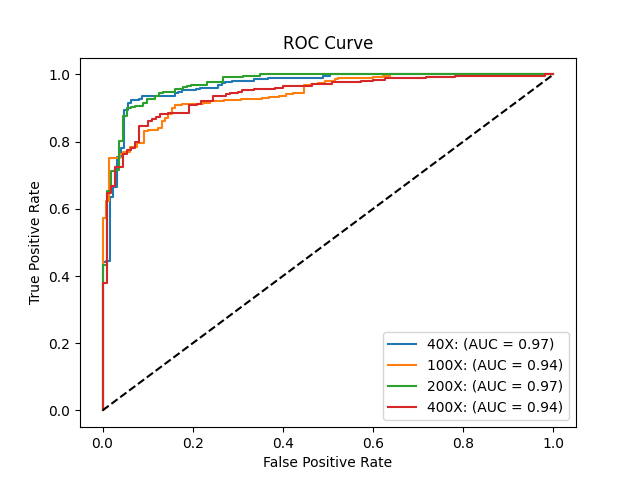 ROC Curve
True Positive Rate
1.0
0.8
0.6
0.4
0.2
0.0
40X: (AUC = 0.97)
100X: (AUC = 0.94)
200X: (AUC = 0.97)
400X: (AUC = 0.94)
0.0 0.2 0.4 0.6 0.8 1.0
False Positive Rate